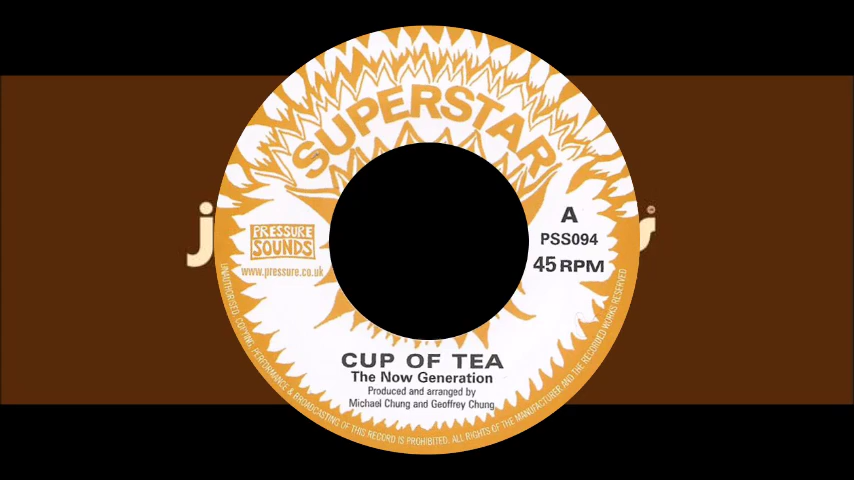 SUPERSTAR
A
PSS094
45 RPM
PRESSURE
SOUNDS
www.pressure.co.uk
CUP OF TEA
The Now Generation
Produced and arranged by
Michael Chung and Geoffrey Chung
UNAUTHORISED COPYING, PERFORMANCE & BROADCASTING OF THIS RECORD IS PROHIBITED. ALL RIGHTS OF THE MANUFACTURER AND THE RECORDED WORKS RESERVED